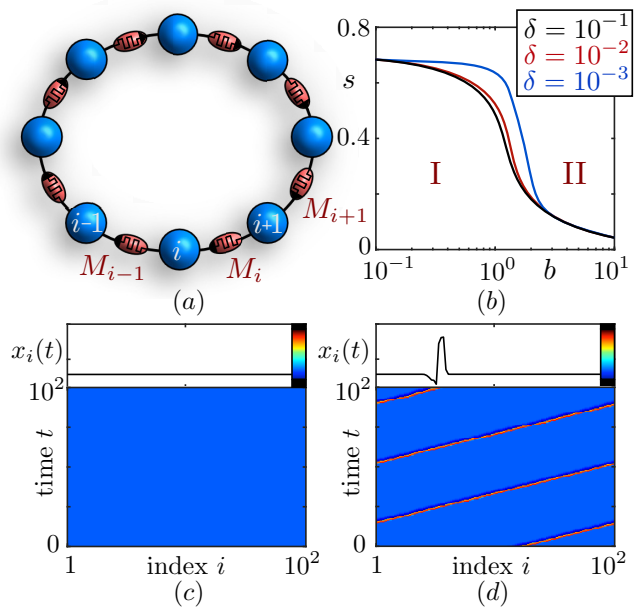 i-1
i
i+1
M_{i-1}
M_i
M_{i+1}
(a)
0.8
s
0.4
0
δ = 10^{-1}
δ = 10^{-2}
δ = 10^{-3}
I
II
10^{-1}
10^0
b
10^1
(b)
x_i(t)
10^2
time t
0
1
index i
10^2
(c)
x_i(t)
10^2
time t
0
1
index i
10^2
(d)